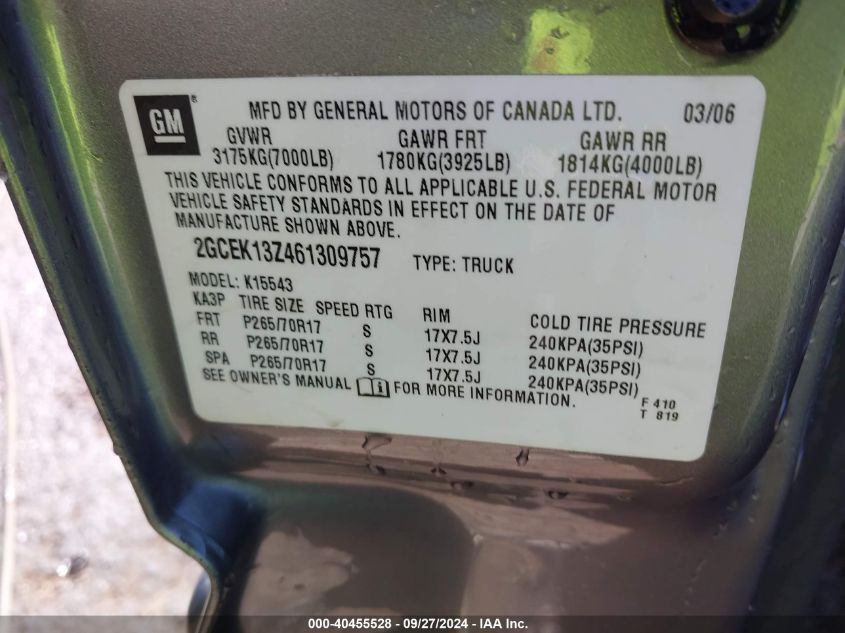 GM ® MFD BY GENERAL MOTORS OF CANADA LTD. 03/06
GVWR GAWR FRT GAWR RR
3175KG(7000LB) 1780KG(3925LB) 1814KG(4000LB)
THIS VEHICLE CONFORMS TO ALL APPLICABLE U.S. FEDERAL MOTOR
VEHICLE SAFETY STANDARDS IN EFFECT ON THE DATE OF
MANUFACTURE SHOWN ABOVE.
2GCEK13Z461309757 TYPE: TRUCK
MODEL: K15543
KA3P TIRE SIZE SPEED RTG RIM COLD TIRE PRESSURE
FRT P265/70R17 S 17X7.5J 240KPA(35PSI)
RR P265/70R17 S 17X7.5J 240KPA(35PSI)
SPA P265/70R17 S 17X7.5J 240KPA(35PSI)
SEE OWNER'S MANUAL FOR MORE INFORMATION.
F 410
T 819
000-40455528 - 09/27/2024 - IAA Inc.